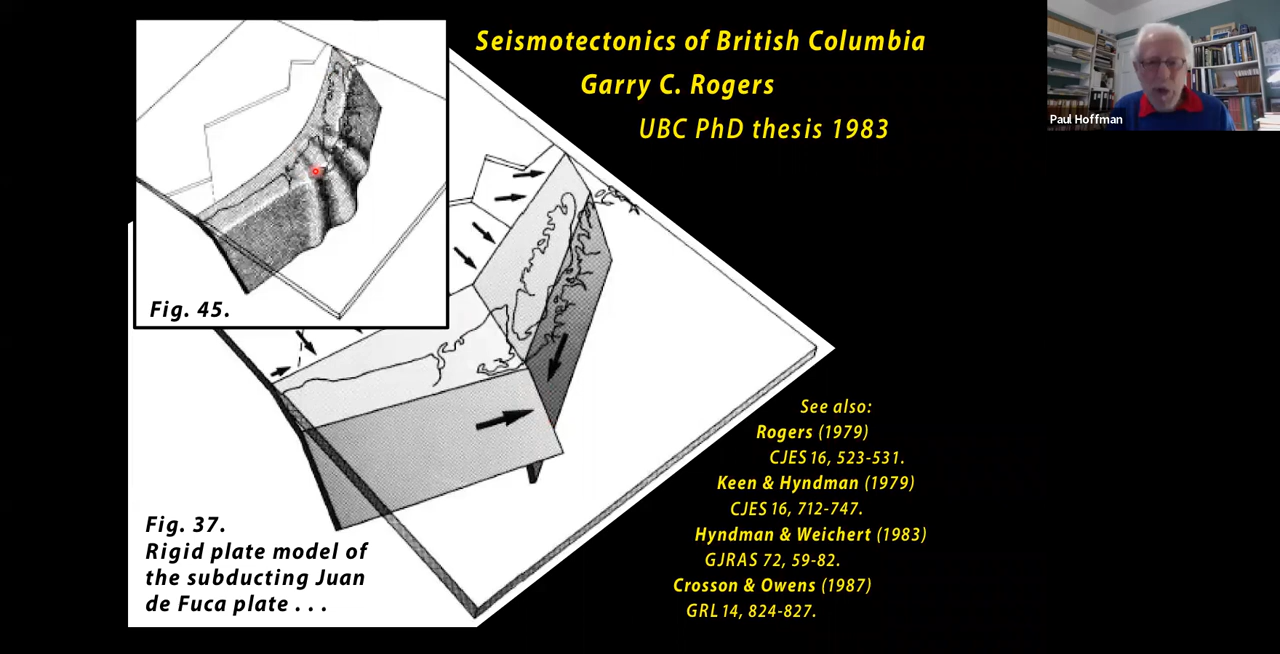 Seismotectonics of British Columbia
Garry C. Rogers
UBC PhD thesis 1983
Paul Hoffman
Fig. 45.
Fig. 37.
Rigid plate model of
the subducting Juan
de Fuca plate . . .
See also:
Rogers (1979)
CJES 16, 523-531.
Keen & Hyndman (1979)
CJES 16, 712-747.
Hyndman & Weichert (1983)
GJRAS 72, 59-82.
Crosson & Owens (1987)
GRL 14, 824-827.